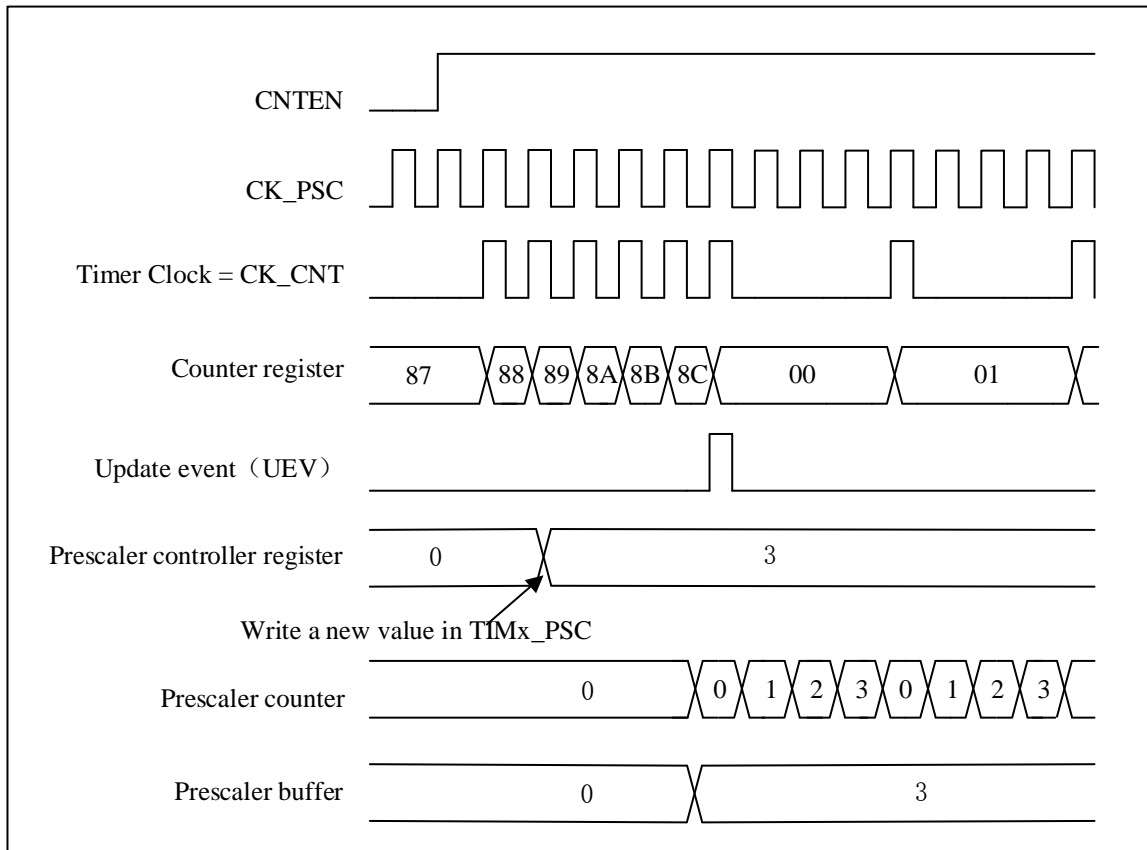 CNTEN
CK_PSC
Timer Clock = CK_CNT
Counter register
87 88 89 8A 8B 8C 00 01
Update event（UEV）
Prescaler controller register
0 3
Write a new value in TIMx_PSC
Prescaler counter
0 0 1 2 3 0 1 2 3
Prescaler buffer
0 3